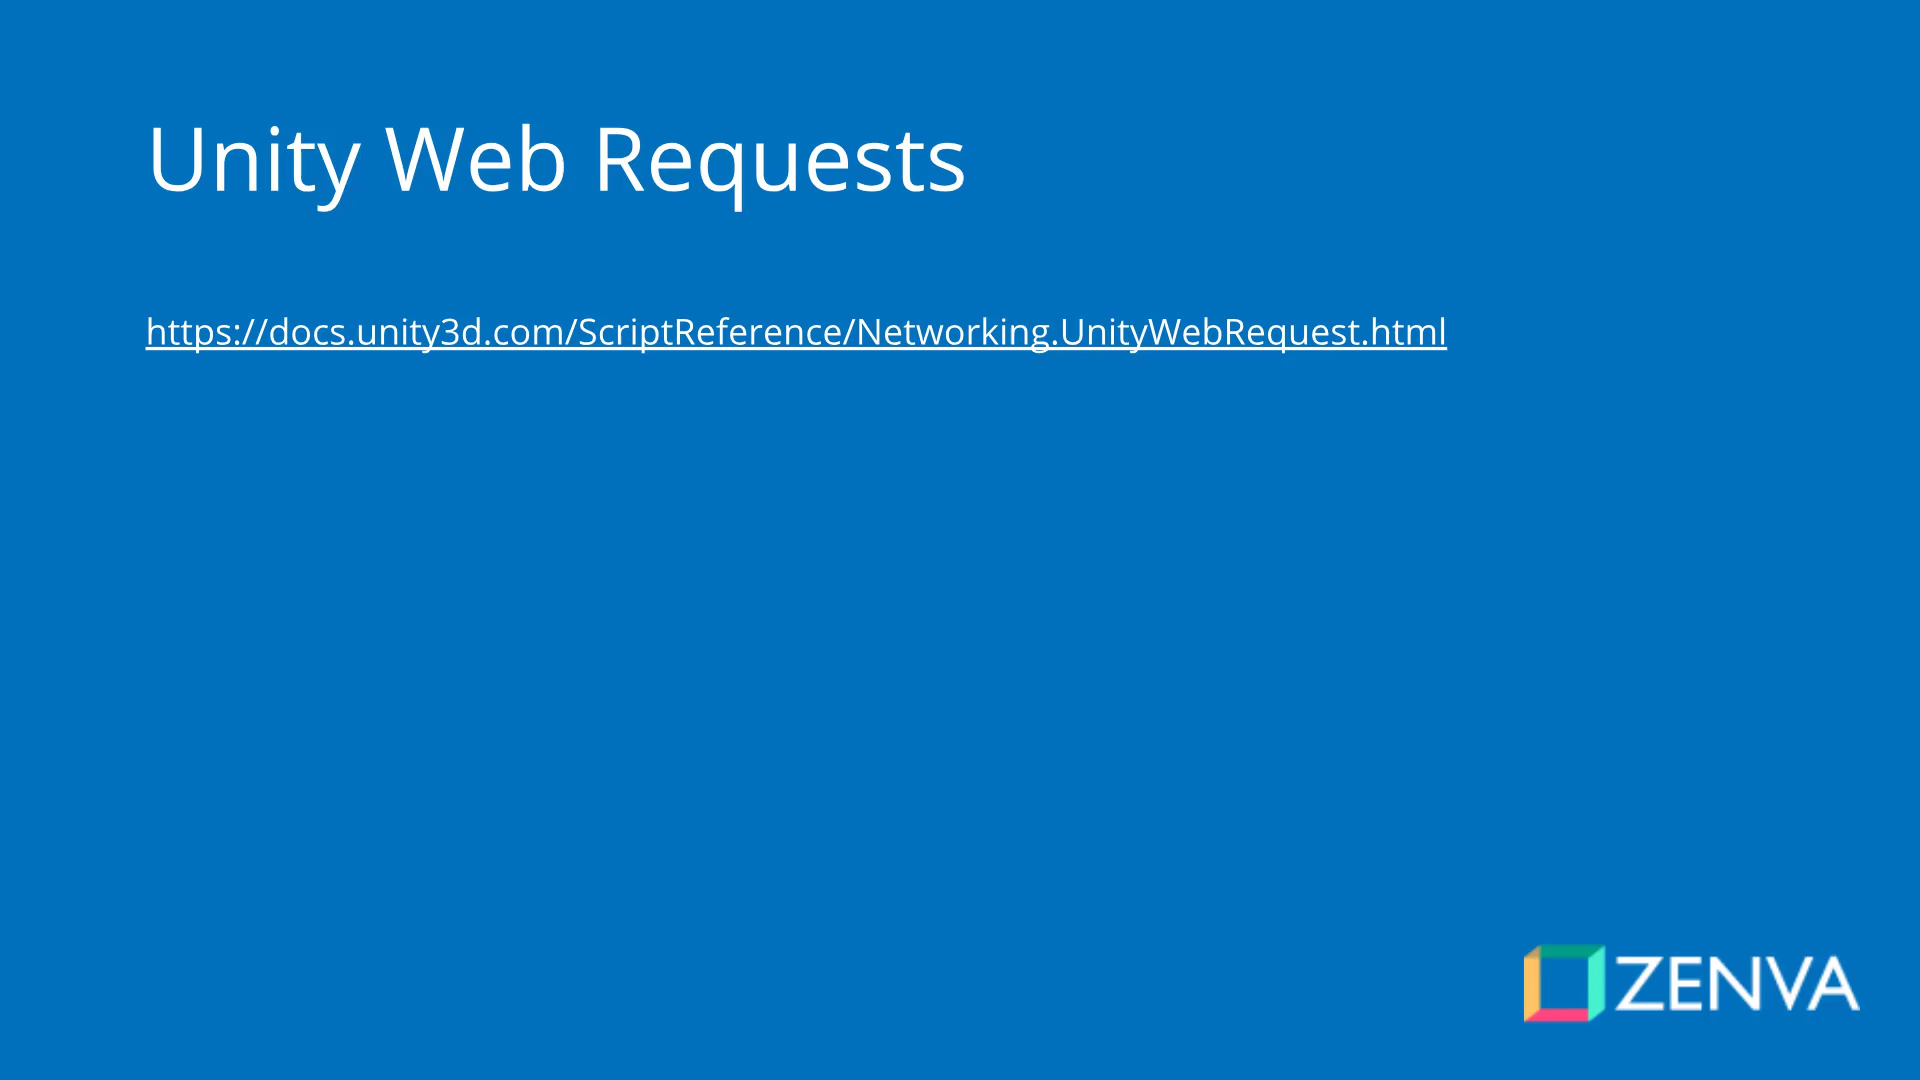 Unity Web Requests
https://docs.unity3d.com/ScriptReference/Networking.UnityWebRequest.html
ZENVA